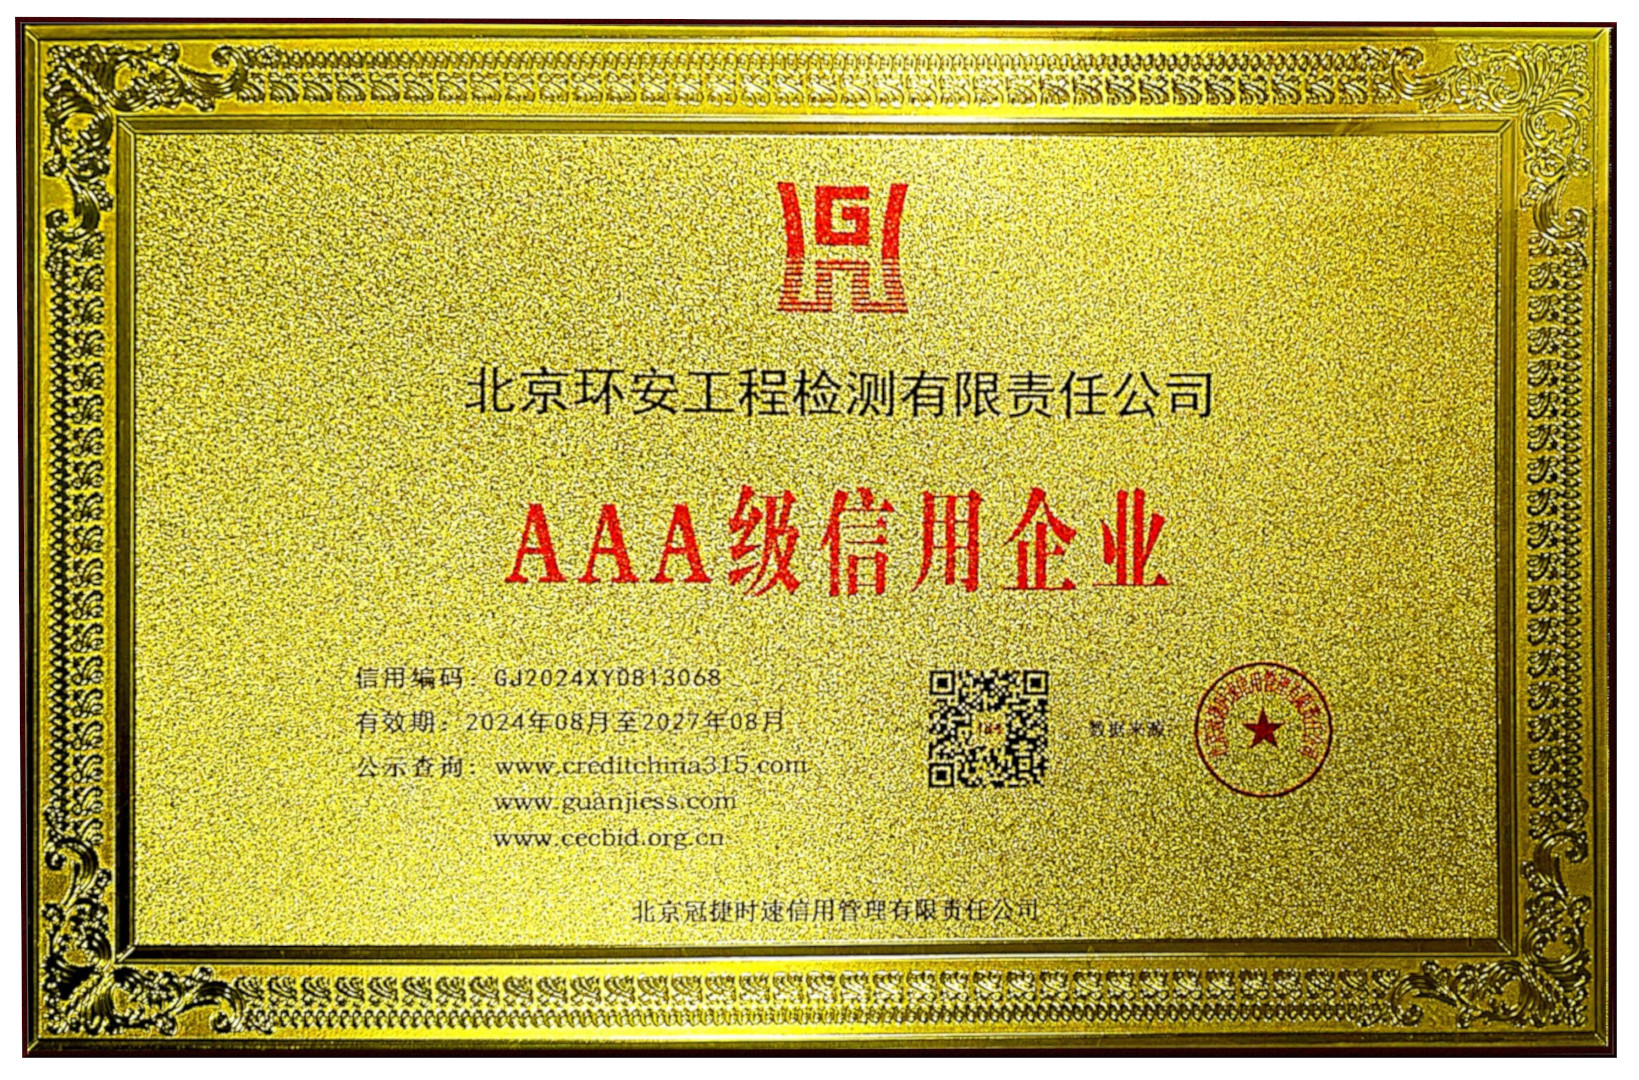 北京环安工程检测有限责任公司
AAA级信用企业
信用编码：GJ2024XY0813068
有效期：2024年08月至2027年08月
公示查询：www.creditchina315.com
www.guanjiess.com
www.cecbid.org.cn
数据来源
北京冠捷时速信用管理有限责任公司